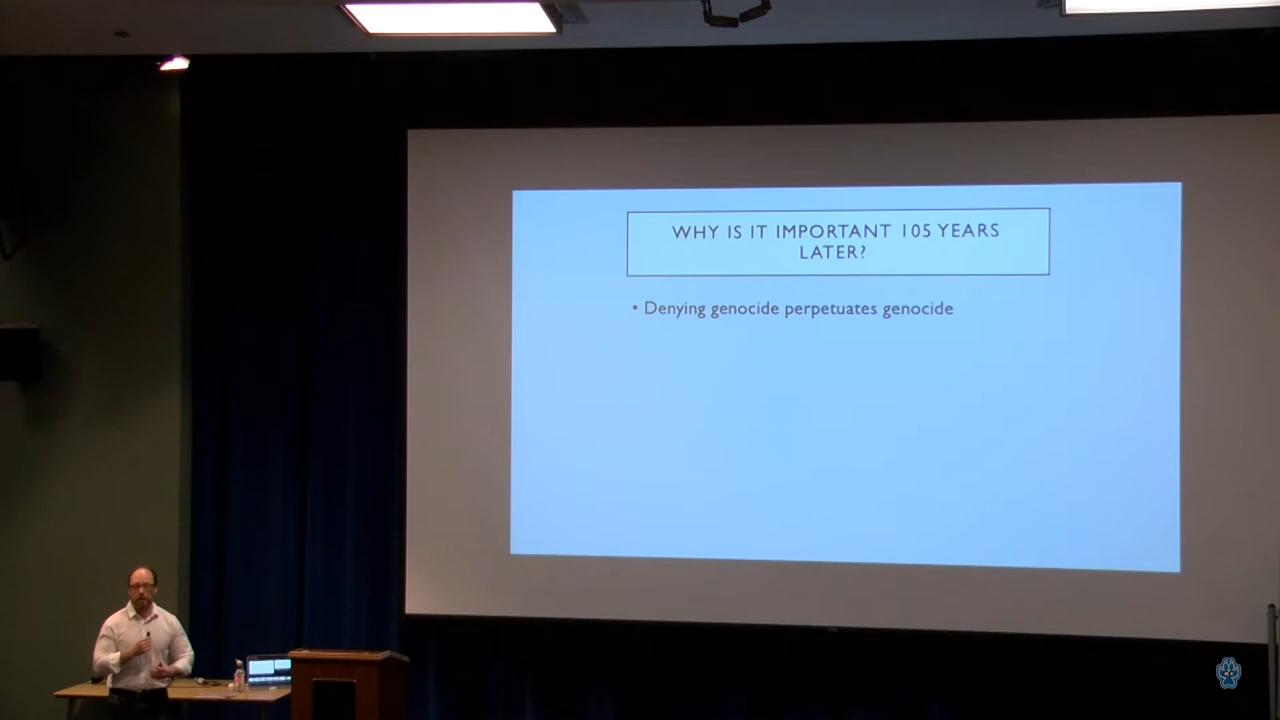 WHY IS IT IMPORTANT 105 YEARS
LATER?
• Denying genocide perpetuates genocide